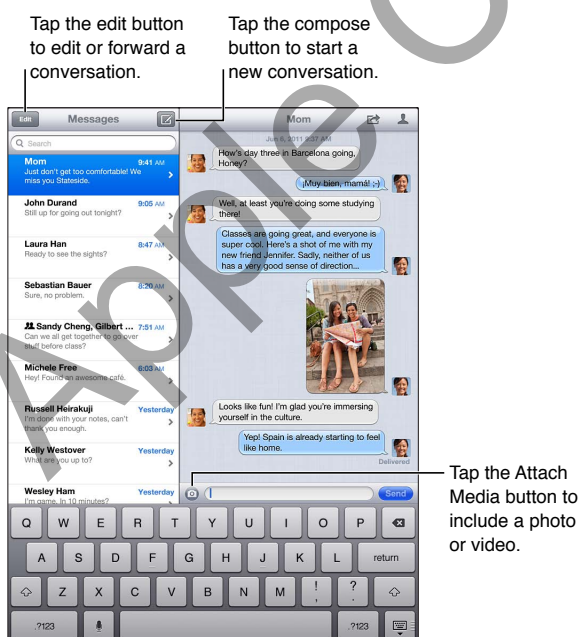 Tap the edit button
to edit or forward a
conversation.
Tap the compose
button to start a
new conversation.
Edit
Messages
Mom
Search
Jun 8, 2011 8:37 AM
Mom 9:41 AM
Just don't get too comfortable! We
miss you Stateside.
John Durand 9:05 AM
Still up for going out tonight?
Laura Han 8:47 AM
Ready to see the sights?
Sebastian Bauer 8:20 AM
Sure, no problem.
Sandy Cheng, Gilbert ... 7:51 AM
Can we all get together to go over
stuff before class?
Michele Free 6:03 AM
Hey! Found an awesome café.
Russell Heirakuji Yesterday
I'm done with your notes, can't
thank you enough.
Kelly Westover Yesterday
What are you up to?
Wesley Ham Yesterday
I'm game. In 10 minutes?
How's day three in Barcelona going,
Honey?
¡Muy bien, mamá! ;-)
Well, at least you're doing some studying
there!
Classes are going great, and everyone is
super cool. Here's a shot of me with my
new friend Jennifer. Sadly, neither of us
has a very good sense of direction...
Looks like fun! I'm glad you're immersing
yourself in the culture.
Yep! Spain is already starting to feel
like home.
Delivered
Send
Tap the Attach
Media button to
include a photo
or video.
Q W E R T Y U I O P
A S D F G H J K L return
Z X C V B N M ! , ? .
.?123 .?123
Apple